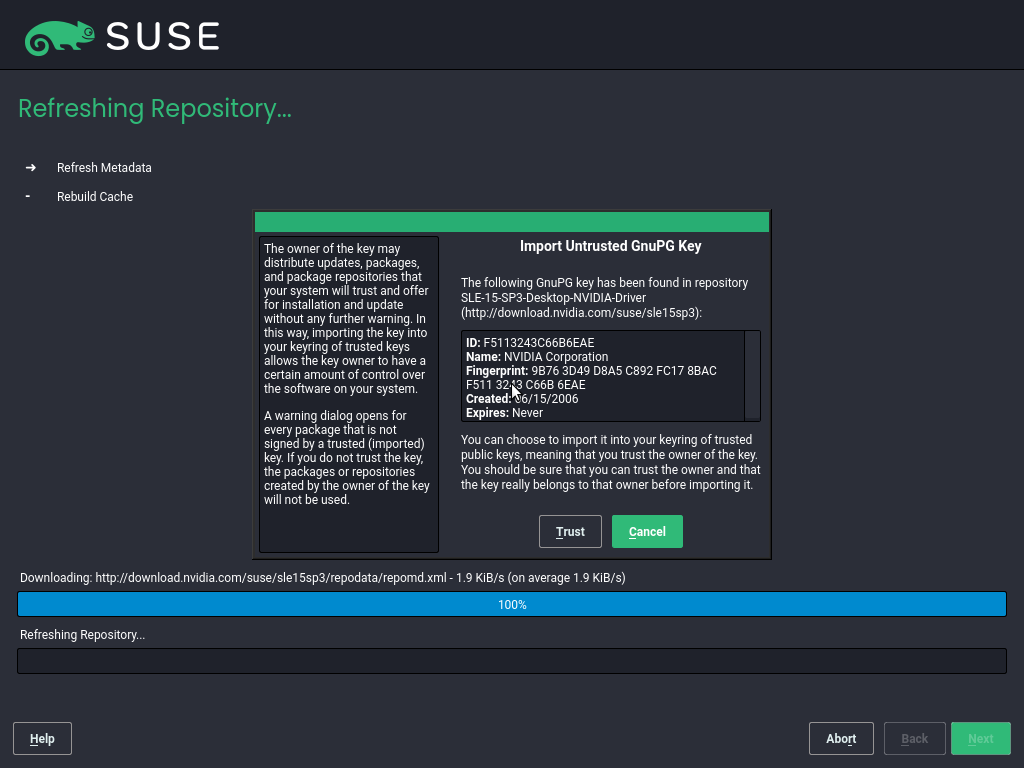 SUSE
Refreshing Repository...
➔ Refresh Metadata
- Rebuild Cache
The owner of the key may
distribute updates, packages,
and package repositories that
your system will trust and offer
for installation and update
without any further warning. In
this way, importing the key into
your keyring of trusted keys
allows the key owner to have a
certain amount of control over
the software on your system.
A warning dialog opens for
every package that is not
signed by a trusted (imported)
key. If you do not trust the key,
the packages or repositories
created by the owner of the key
will not be used.
Import Untrusted GnuPG Key
The following GnuPG key has been found in repository
SLE-15-SP3-Desktop-NVIDIA-Driver
(http://download.nvidia.com/suse/sle15sp3):
ID: F5113243C66B6EAE
Name: NVIDIA Corporation
Fingerprint: 9B76 3D49 D8A5 C892 FC17 8BAC
F511 3243 C66B 6EAE
Created: 06/15/2006
Expires: Never
You can choose to import it into your keyring of trusted
public keys, meaning that you trust the owner of the key.
You should be sure that you can trust the owner and that
the key really belongs to that owner before importing it.
Trust Cancel
Downloading: http://download.nvidia.com/suse/sle15sp3/repodata/repomd.xml - 1.9 KiB/s (on average 1.9 KiB/s)
100%
Refreshing Repository...
Help Abort Back Next